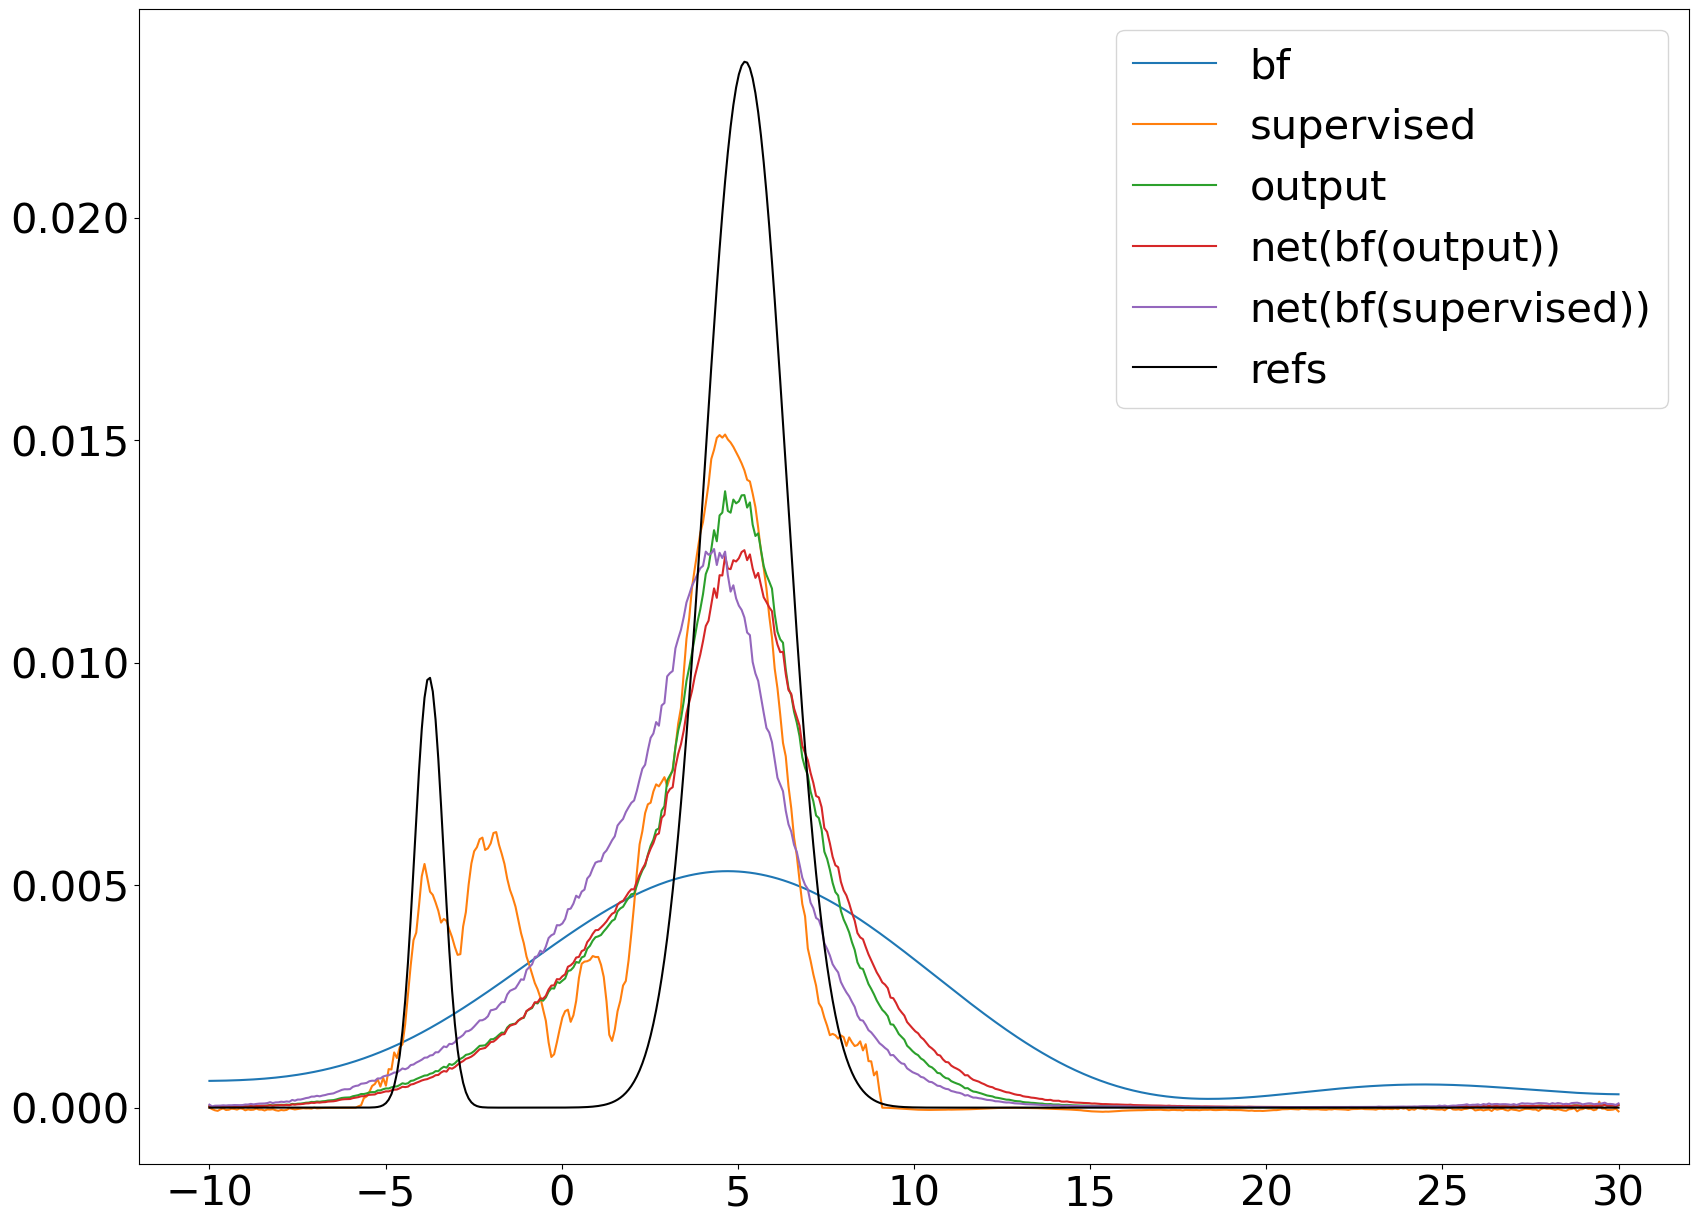 bf
supervised
output
net(bf(output))
net(bf(supervised))
refs
0.020
0.015
0.010
0.005
0.000
−10 −5 0 5 10 15 20 25 30